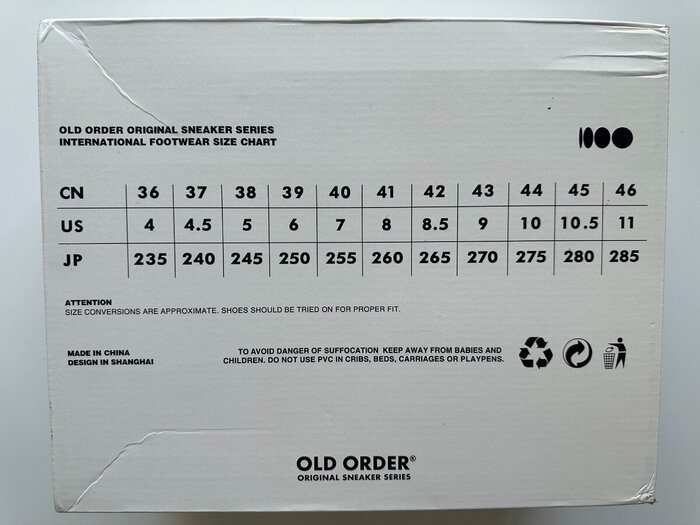 OLD ORDER ORIGINAL SNEAKER SERIES
INTERNATIONAL FOOTWEAR SIZE CHART
CN 36 37 38 39 40 41 42 43 44 45 46
US 4 4.5 5 6 7 8 8.5 9 10 10.5 11
JP 235 240 245 250 255 260 265 270 275 280 285
ATTENTION
SIZE CONVERSIONS ARE APPROXIMATE. SHOES SHOULD BE TRIED ON FOR PROPER FIT.
MADE IN CHINA
DESIGN IN SHANGHAI
TO AVOID DANGER OF SUFFOCATION KEEP AWAY FROM BABIES AND
CHILDREN. DO NOT USE PVC IN CRIBS, BEDS, CARRIAGES OR PLAYPENS.
OLD ORDER®
ORIGINAL SNEAKER SERIES